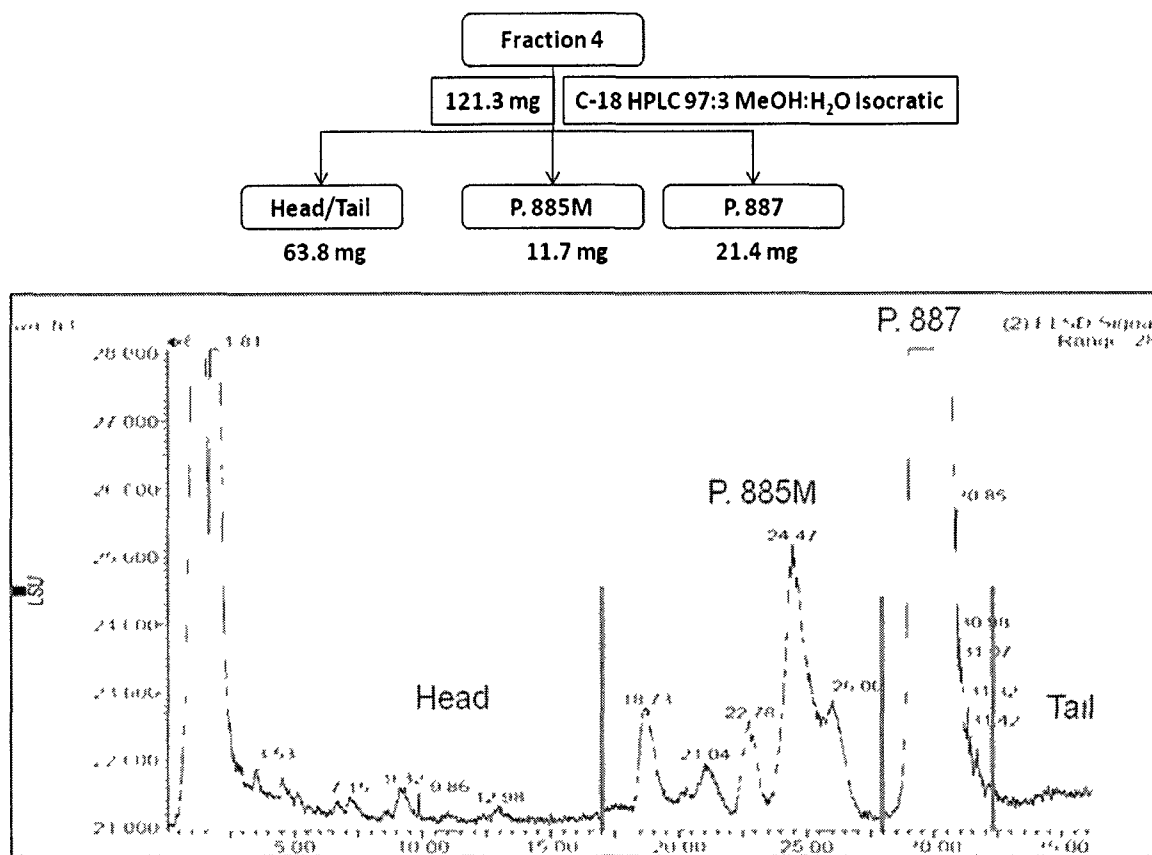 Fraction 4
121.3 mg
C-18 HPLC 97:3 MeOH:H₂O Isocratic
Head/Tail
P. 885M
P. 887
63.8 mg
11.7 mg
21.4 mg
P. 887
28.000
1.81
27.000
P. 885M
24.47
25.000
LSU
24.000
Head
23.000
18.73
22.78
26.00
Tail
22.000
21.04
12.98
21.000
5.00
10.00
15.00
20.00
25.00